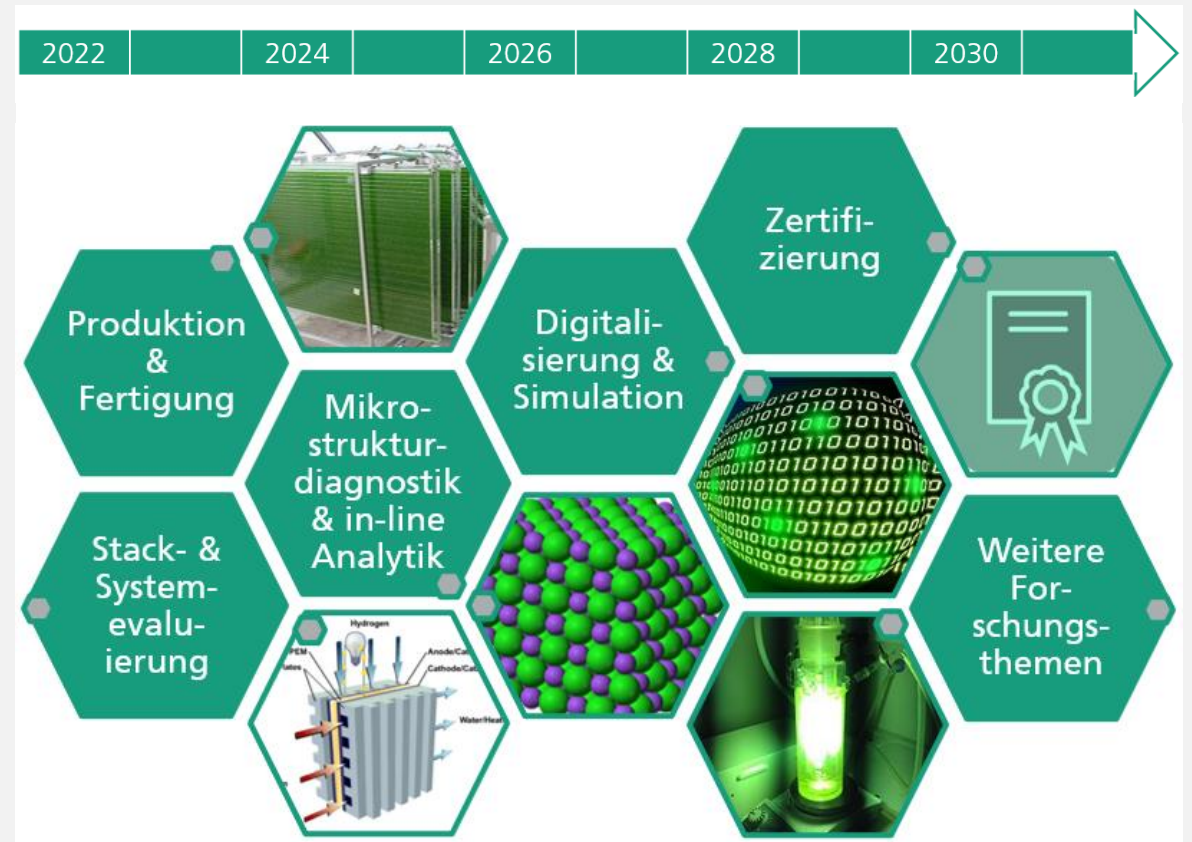 2022 2024 2026 2028 2030
Zertifi-
zierung
Produktion
&
Fertigung
Digitali-
sierung &
Simulation
Mikro-
struktur-
diagnostik
& in-line
Analytik
Stack- &
System-
evalu-
ierung
Weitere
For-
schungs-
themen
Hydrogen
PEM
Anode/Cat
Cathode/Cat
Water/Heat